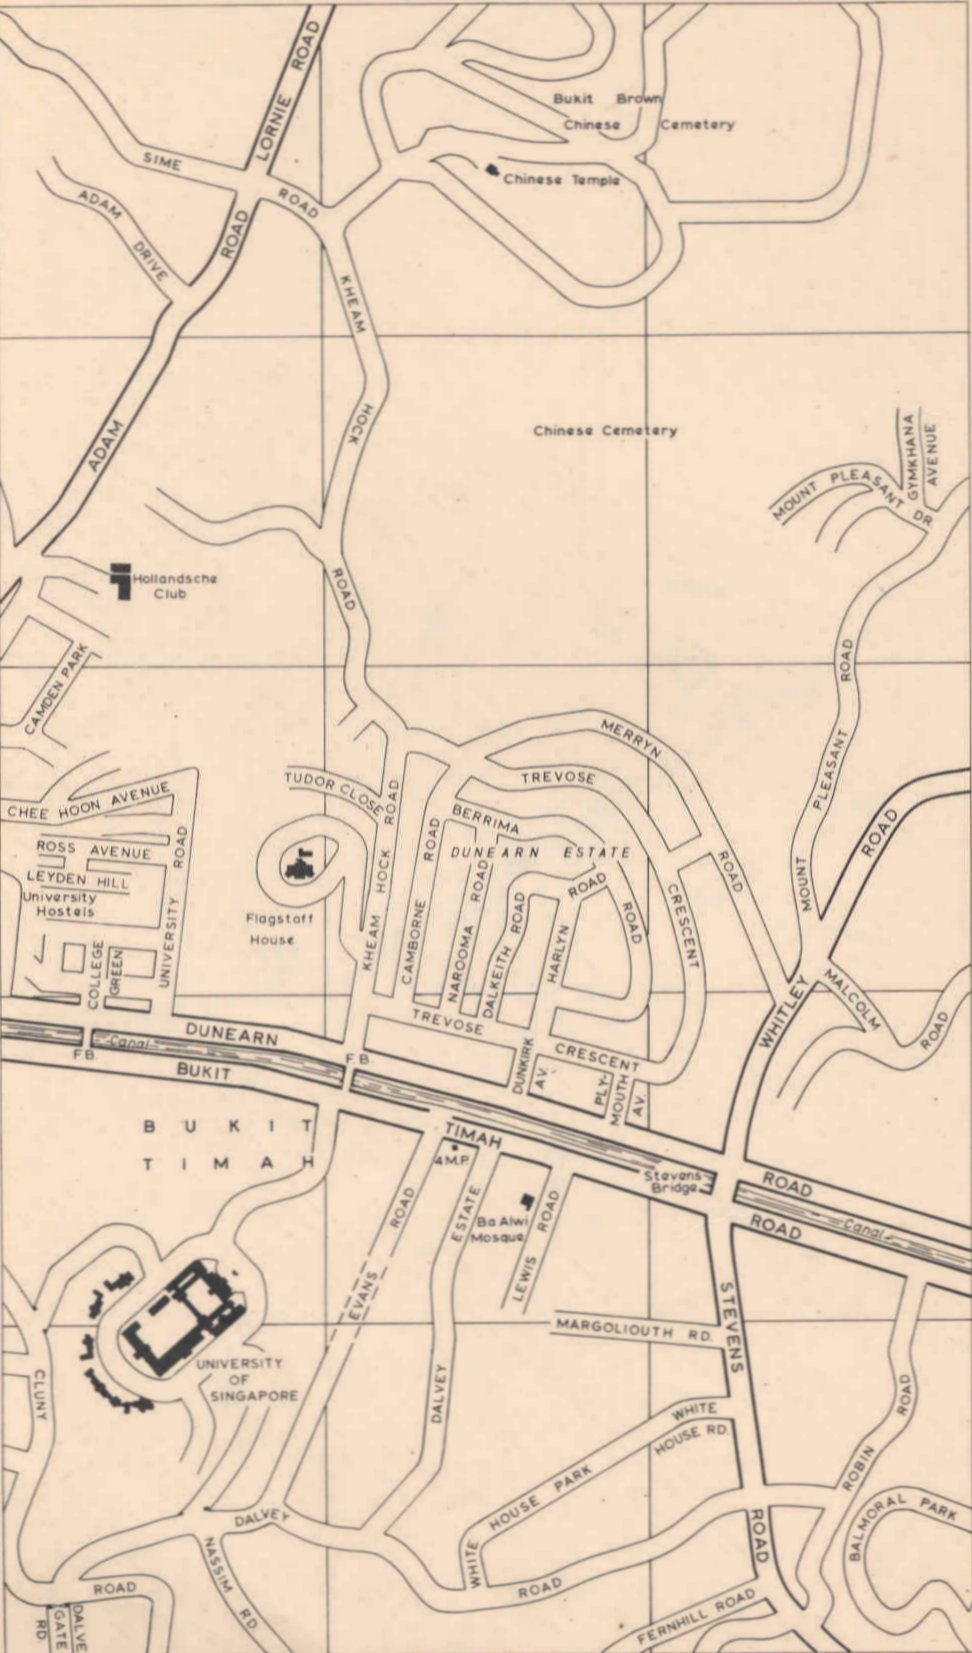 LORNIE ROAD
Bukit Brown
Chinese Cemetery
SIME ROAD
Chinese Temple
ADAM DRIVE
ADAM ROAD
KHEAM HOCK ROAD
Chinese Cemetery
GYMKHANA
AVENUE
MOUNT PLEASANT DR
Hollandsche
Club
CAMDEN PARK
MOUNT PLEASANT ROAD
MERRYN ROAD
TREVOSE CRESCENT
TUDOR CLOSE
CHEE HOON AVENUE
BERRIMA ROAD
DUNEARN ESTATE
ROSS AVENUE
LEYDEN HILL
University
Hostels
UNIVERSITY ROAD
COLLEGE
GREEN
Flagstaff
House
KHEAM HOCK ROAD
CAMBORNE ROAD
NAROOMA ROAD
DALKEITH ROAD
HARLYN ROAD
TREVOSE CRESCENT
DUNKIRK
AV.
PLY-
MOUTH
AV.
WHITLEY ROAD
MALCOLM ROAD
DUNEARN ROAD
Canal
F.B.
F.B.
BUKIT TIMAH ROAD
BUKIT
TIMAH
4 M.P.
Stevens
Bridge
Canal
Ba Alwi
Mosque
EVANS ROAD
DALVEY ESTATE
LEWIS ROAD
MARGOLIOUTH RD.
STEVENS ROAD
UNIVERSITY
OF
SINGAPORE
CLUNY ROAD
WHITE
HOUSE RD.
WHITE HOUSE PARK
ROBIN ROAD
BALMORAL PARK
DALVEY ROAD
NASSIM RD
FERNHILL ROAD
DALVE
GATE
RD.